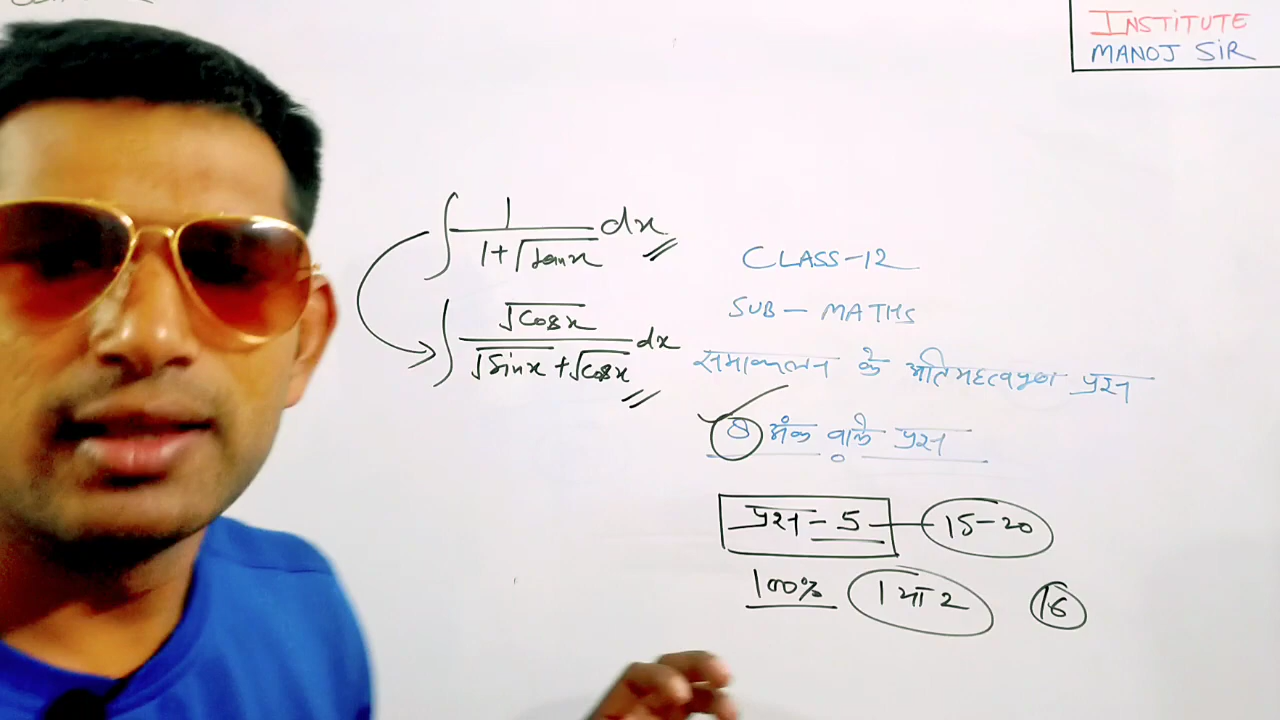 INSTITUTE
MANOJ SIR
∫ 1/(1+√tanx) dx
∫ √cosx/(√sinx + √cosx) dx
CLASS-12
SUB - MATHS
समाकलन के अतिमहत्वपूर्ण प्रश्न
8 अंक वाले प्रश्न
प्रश्न - 5 15-20
100% 1 या 2 16